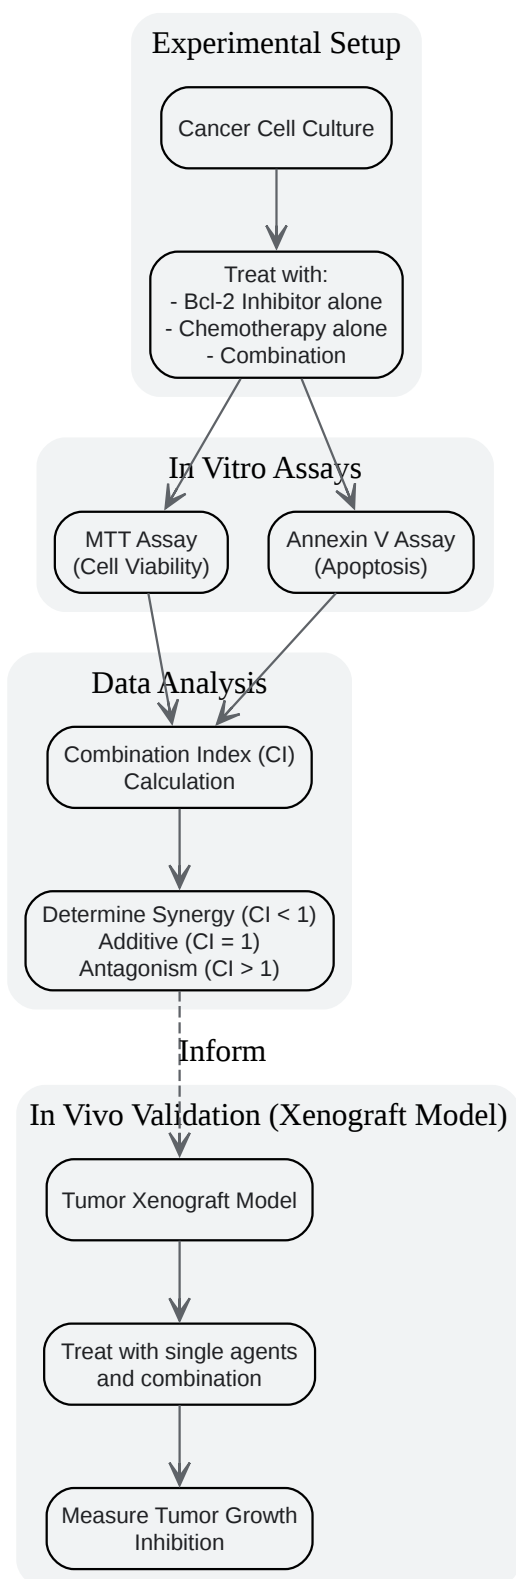 Experimental Setup
Cancer Cell Culture
Treat with:
- Bcl-2 Inhibitor alone
- Chemotherapy alone
- Combination
In Vitro Assays
MTT Assay
(Cell Viability)
Annexin V Assay
(Apoptosis)
Data Analysis
Combination Index (CI)
Calculation
Determine Synergy (CI < 1)
Additive (CI = 1)
Antagonism (CI > 1)
Inform
In Vivo Validation (Xenograft Model)
Tumor Xenograft Model
Treat with single agents
and combination
Measure Tumor Growth
Inhibition